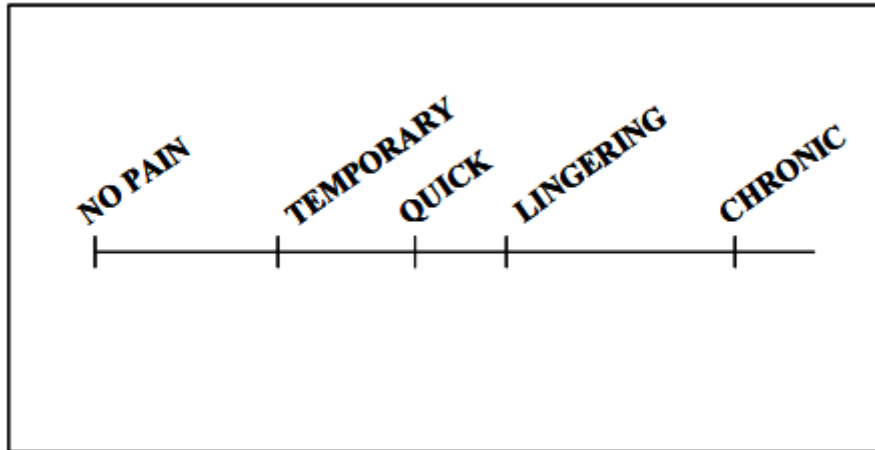 NO PAIN
TEMPORARY
QUICK
LINGERING
CHRONIC